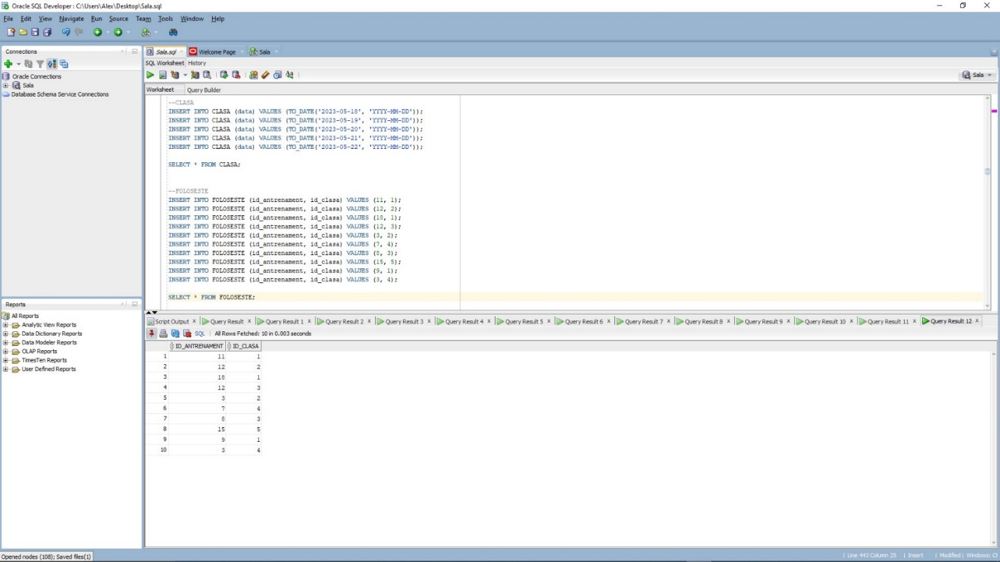 Oracle SQL Developer : C:\Users\Alex\Desktop\Sala.sql
File Edit View Navigate Run Source Team Tools Window Help
Connections
Oracle Connections
Sala
Database Schema Service Connections
Sala.sql Welcome Page Sala
SQL Worksheet History
Sala
Worksheet Query Builder
--CLASA
INSERT INTO CLASA (data) VALUES (TO_DATE('2023-05-18', 'YYYY-MM-DD'));
INSERT INTO CLASA (data) VALUES (TO_DATE('2023-05-19', 'YYYY-MM-DD'));
INSERT INTO CLASA (data) VALUES (TO_DATE('2023-05-20', 'YYYY-MM-DD'));
INSERT INTO CLASA (data) VALUES (TO_DATE('2023-05-21', 'YYYY-MM-DD'));
INSERT INTO CLASA (data) VALUES (TO_DATE('2023-05-22', 'YYYY-MM-DD'));
SELECT * FROM CLASA;
--FOLOSESTE
INSERT INTO FOLOSESTE (id_antrenament, id_clasa) VALUES (11, 1);
INSERT INTO FOLOSESTE (id_antrenament, id_clasa) VALUES (12, 2);
INSERT INTO FOLOSESTE (id_antrenament, id_clasa) VALUES (18, 1);
INSERT INTO FOLOSESTE (id_antrenament, id_clasa) VALUES (12, 3);
INSERT INTO FOLOSESTE (id_antrenament, id_clasa) VALUES (3, 2);
INSERT INTO FOLOSESTE (id_antrenament, id_clasa) VALUES (7, 4);
INSERT INTO FOLOSESTE (id_antrenament, id_clasa) VALUES (8, 3);
INSERT INTO FOLOSESTE (id_antrenament, id_clasa) VALUES (15, 5);
INSERT INTO FOLOSESTE (id_antrenament, id_clasa) VALUES (9, 1);
INSERT INTO FOLOSESTE (id_antrenament, id_clasa) VALUES (3, 4);
SELECT * FROM FOLOSESTE;
Reports
All Reports
Analytic View Reports
Data Dictionary Reports
Data Modeler Reports
OLAP Reports
TimesTen Reports
User Defined Reports
Script Output x Query Result x Query Result 1 x Query Result 2 x Query Result 3 x Query Result 4 x Query Result 5 x Query Result 6 x Query Result 7 x Query Result 8 x Query Result 9 x Query Result 10 x Query Result 11 x Query Result 12 x
SQL | All Rows Fetched: 10 in 0.003 seconds
ID_ANTRENAMENT ID_CLASA
1 11 1
2 12 2
3 18 1
4 12 3
5 3 2
6 7 4
7 8 3
8 15 5
9 9 1
10 3 4
Opened nodes (108); Saved files(1)
| Line 443 Column 25 | Insert | Modified | Windows: CI